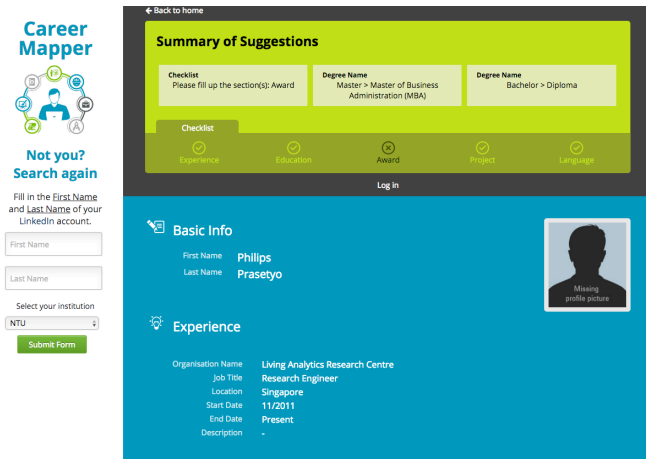 Career
Mapper
Not you?
Search again
Fill in the First Name
and Last Name of your
LinkedIn account.
First Name
Last Name
Select your institution
NTU
Submit Form
Back to home
Summary of Suggestions
Checklist
Please fill up the section(s): Award
Degree Name
Master > Master of Business
Administration (MBA)
Degree Name
Bachelor > Diploma
Checklist
Experience
Education
Award
Project
Language
Log in
Basic Info
First Name Philips
Last Name Prasetyo
Missing
profile picture
Experience
Organisation Name Living Analytics Research Centre
Job Title Research Engineer
Location Singapore
Start Date 11/2011
End Date Present
Description -